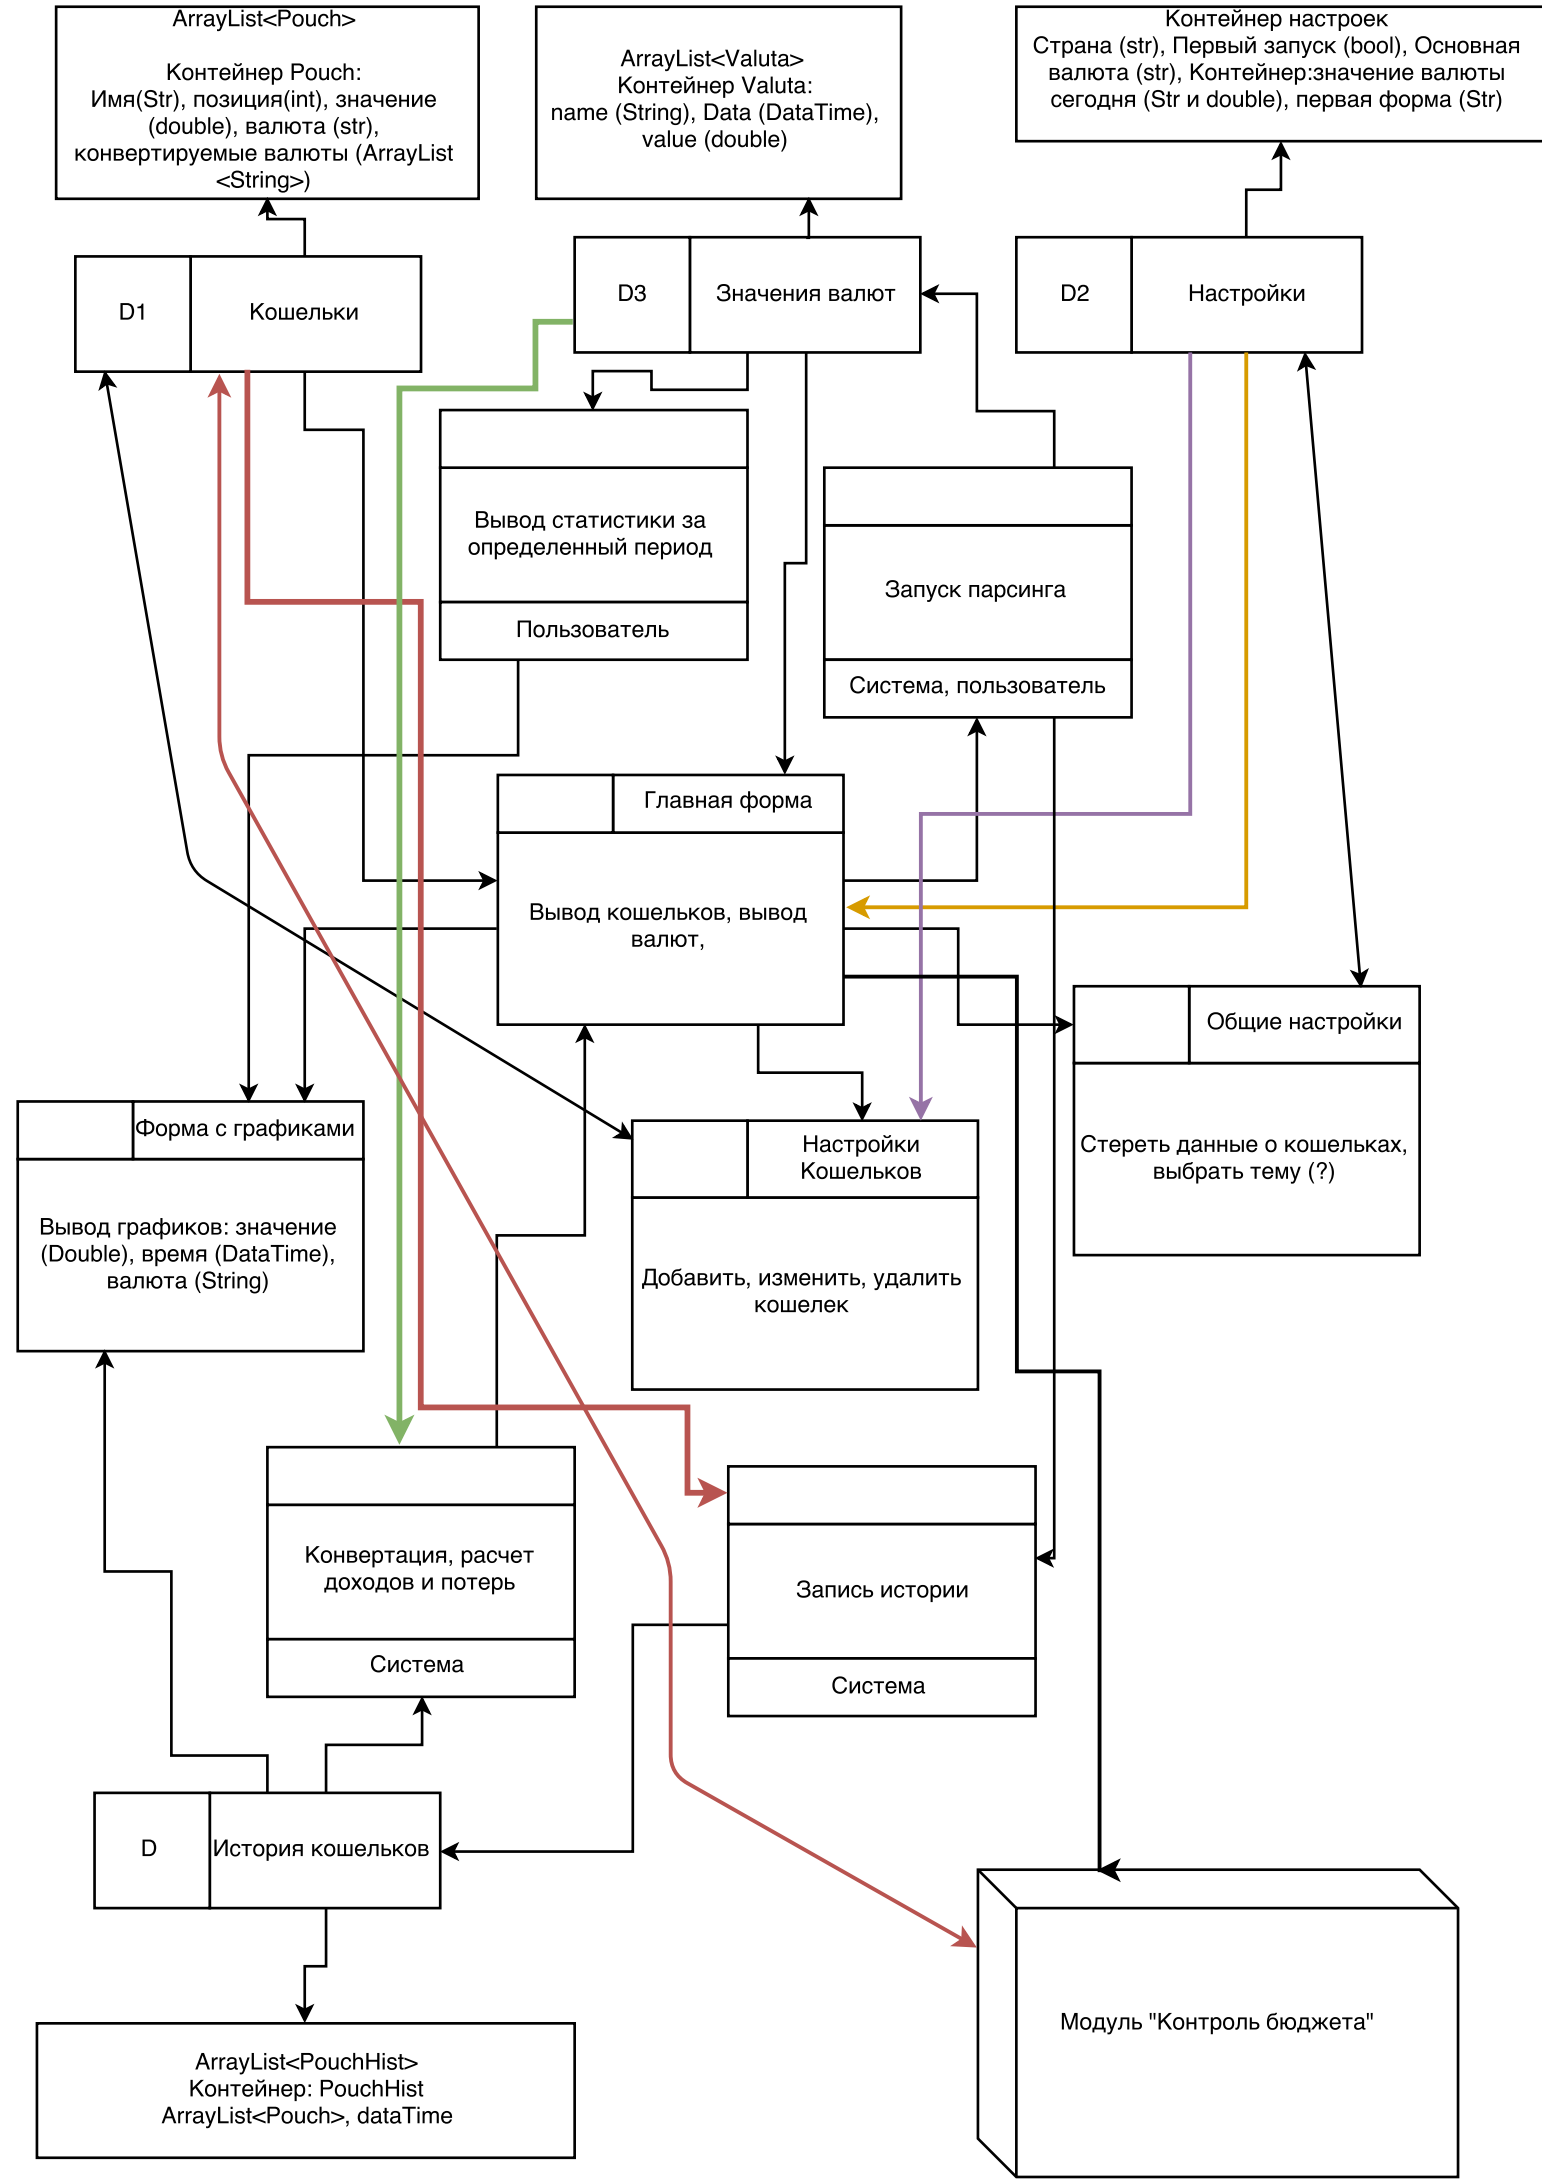 ArrayList<Pouch>
Контейнер Pouch:
Имя(Str), позиция(int), значение
(double), валюта (str),
конвертируемые валюты (ArrayList
<String>)
ArrayList<Valuta>
Контейнер Valuta:
name (String), Data (DataTime),
value (double)
Контейнер настроек
Страна (str), Первый запуск (bool), Основная
валюта (str), Контейнер:значение валюты
сегодня (Str и double), первая форма (Str)
D1
Кошельки
D3
Значения валют
D2
Настройки
Вывод статистики за
определенный период
Пользователь
Запуск парсинга
Система, пользователь
Главная форма
Вывод кошельков, вывод
валют,
Общие настройки
Стереть данные о кошельках,
выбрать тему (?)
Форма с графиками
Вывод графиков: значение
(Double), время (DataTime),
валюта (String)
Настройки
Кошельков
Добавить, изменить, удалить
кошелек
Конвертация, расчет
доходов и потерь
Система
Запись истории
Система
D
История кошельков
Модуль "Контроль бюджета"
ArrayList<PouchHist>
Контейнер: PouchHist
ArrayList<Pouch>, dataTime